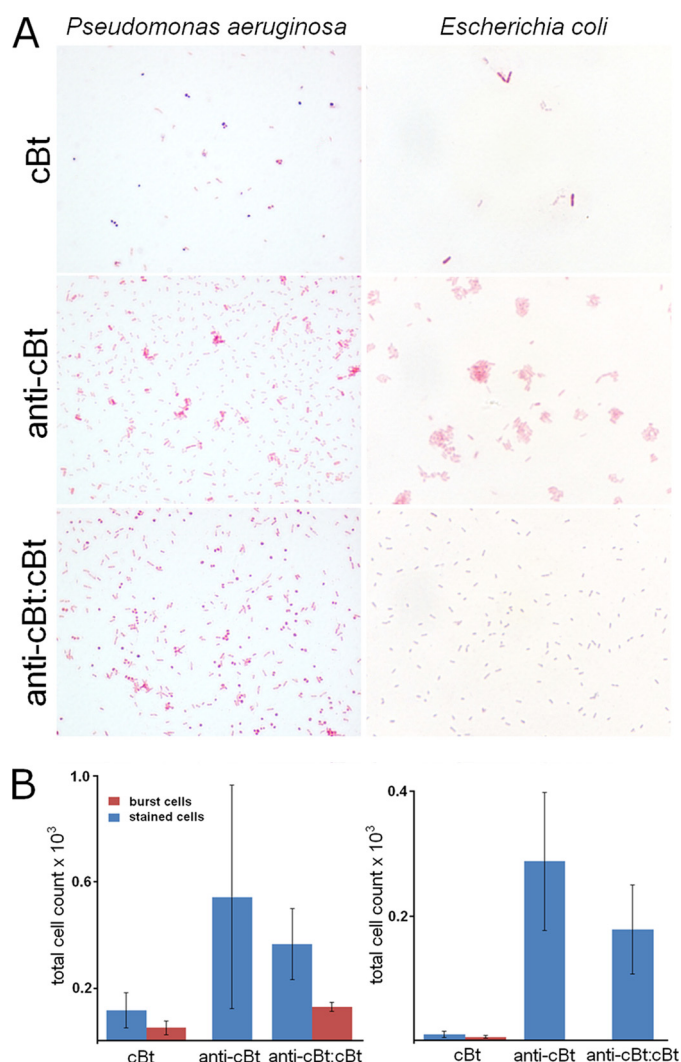 A
Pseudomonas aeruginosa
Escherichia coli
cBt
anti-cBt
anti-cBt:cBt
B
1.0
0.6
0.2
total cell count x 10³
burst cells
stained cells
cBt
anti-cBt
anti-cBt:cBt
0.4
0.2
total cell count x 10³
cBt
anti-cBt
anti-cBt:cBt